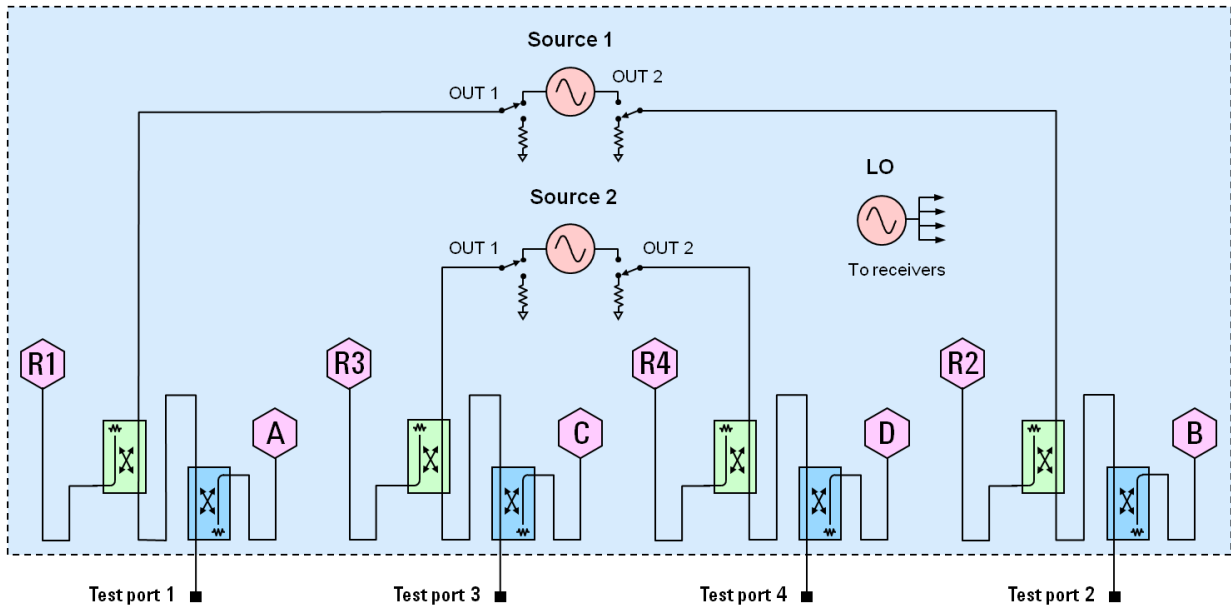 Source 1
OUT 1
OUT 2
LO
Source 2
OUT 1
OUT 2
To receivers
R1
R3
R4
R2
A
C
D
B
Test port 1
Test port 3
Test port 4
Test port 2